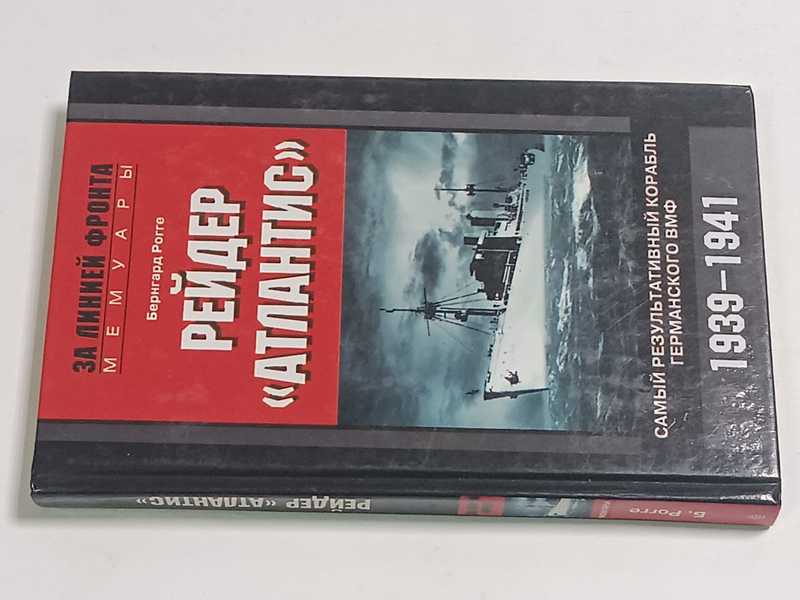 ЗА ЛИНИЕЙ ФРОНТА
МЕМУАРЫ
Бернгард Рогге
РЕЙДЕР
«АТЛАНТИС»
САМЫЙ РЕЗУЛЬТАТИВНЫЙ КОРАБЛЬ
ГЕРМАНСКОГО ВМФ
1939–1941
Б. Рогге
РЕЙДЕР «АТЛАНТИС»